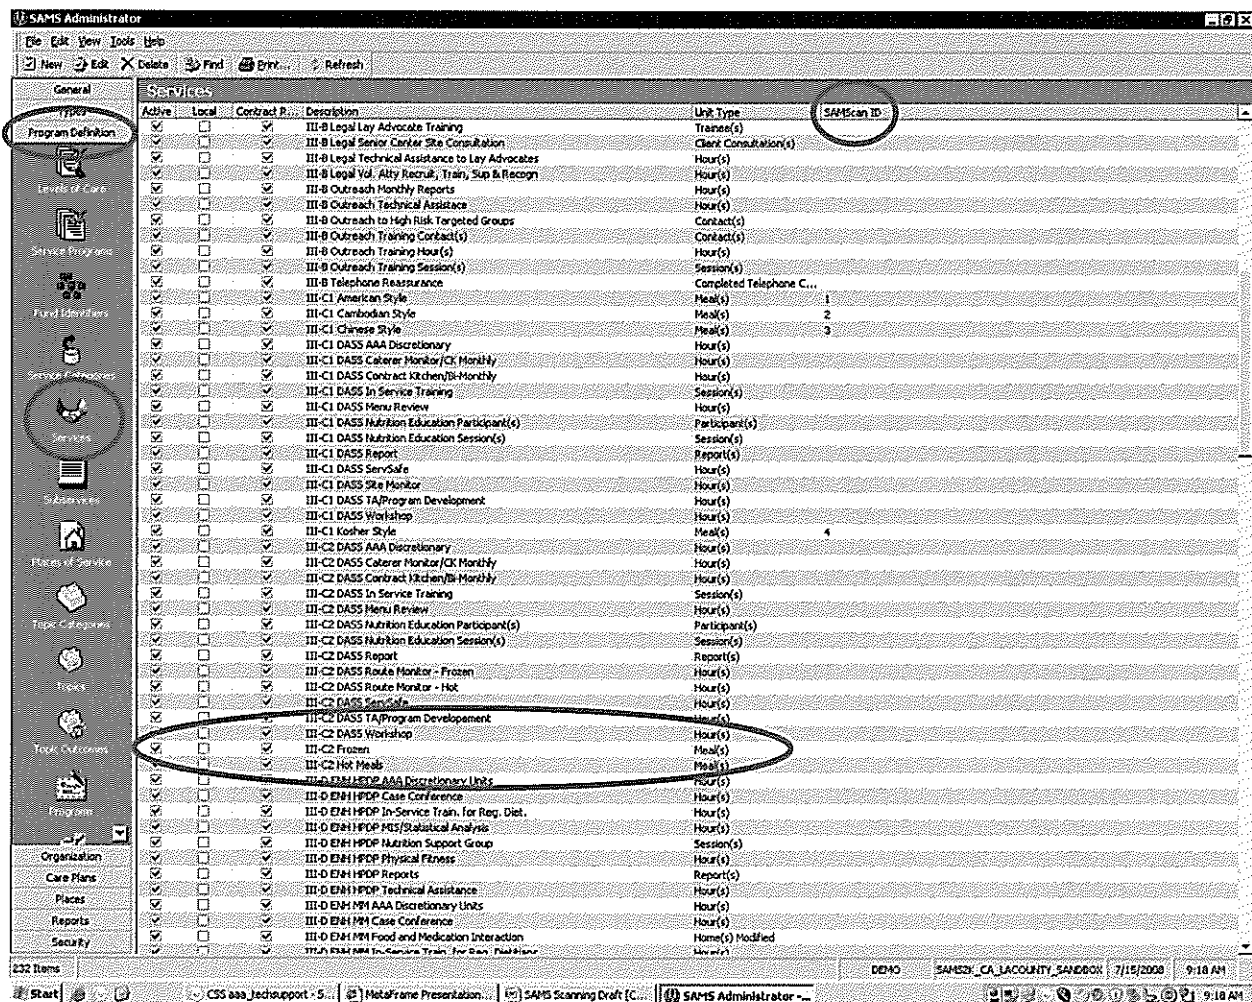 SAMS Administrator
File Edit View Tools Help
New Edit Delete Find Print... Refresh
General
Types
Program Definition
Levels of Care
Service Programs
Fund Identifiers
Service Categories
Services
Subservices
Places of Service
Topic Categories
Topics
Topic Outcomes
Programs
Organization
Care Plans
Places
Reports
Security
Services
Active Local Contract R... Description Unit Type SAMScan ID
III-B Legal Lay Advocate Training Trainee(s)
III-B Legal Senior Center Site Consultation Client Consultation(s)
III-B Legal Technical Assistance to Lay Advocates Hour(s)
III-B Legal Vol. Atty Recruit, Train, Sup & Recogn Hour(s)
III-B Outreach Monthly Reports Hour(s)
III-B Outreach Technical Assistace Hour(s)
III-B Outreach to High Risk Targeted Groups Contact(s)
III-B Outreach Training Contact(s) Contact(s)
III-B Outreach Training Hour(s) Hour(s)
III-B Outreach Training Session(s) Session(s)
III-B Telephone Reassurance Completed Telephone C...
III-C1 American Style Meal(s) 1
III-C1 Cambodian Style Meal(s) 2
III-C1 Chinese Style Meal(s) 3
III-C1 DASS AAA Discretionary Hour(s)
III-C1 DASS Caterer Monitor/CK Monthly Hour(s)
III-C1 DASS Contract Kitchen/Bi-Monthly Hour(s)
III-C1 DASS In Service Training Session(s)
III-C1 DASS Menu Review Hour(s)
III-C1 DASS Nutrition Education Participant(s) Participant(s)
III-C1 DASS Nutrition Education Session(s) Session(s)
III-C1 DASS Report Report(s)
III-C1 DASS ServSafe Hour(s)
III-C1 DASS Site Monitor Hour(s)
III-C1 DASS TA/Program Development Hour(s)
III-C1 DASS Workshop Hour(s)
III-C1 Kosher Style Meal(s) 4
III-C2 DASS AAA Discretionary Hour(s)
III-C2 DASS Caterer Monitor/CK Monthly Hour(s)
III-C2 DASS Contract Kitchen/Bi-Monthly Hour(s)
III-C2 DASS In Service Training Session(s)
III-C2 DASS Menu Review Hour(s)
III-C2 DASS Nutrition Education Participant(s) Participant(s)
III-C2 DASS Nutrition Education Session(s) Session(s)
III-C2 DASS Report Report(s)
III-C2 DASS Route Monitor - Frozen Hour(s)
III-C2 DASS Route Monitor - Hot Hour(s)
III-C2 DASS ServSafe Hour(s)
III-C2 DASS TA/Program Developement Hour(s)
III-C2 DASS Workshop Hour(s)
III-C2 Frozen Meal(s)
III-C2 Hot Meals Meal(s)
III-D ENH HPDP AAA Discretionary Units Hour(s)
III-D ENH HPDP Case Conference Hour(s)
III-D ENH HPDP In-Service Train. for Reg. Diet. Hour(s)
III-D ENH HPDP MIS/Statistical Analysis Hour(s)
III-D ENH HPDP Nutrition Support Group Session(s)
III-D ENH HPDP Physical Fitness Hour(s)
III-D ENH HPDP Reports Report(s)
III-D ENH HPDP Technical Assistance Hour(s)
III-D ENH MM AAA Discretionary Units Hour(s)
III-D ENH MM Case Conference Hour(s)
III-D ENH MM Food and Medication Interaction Home(s) Modified
III-D ENH MM In-Service Train. for Reg. Dietitians Hour(s)
232 Items DEMO SAMS2K_CA_LACOUNTY_SANDBOX 7/15/2008 9:18 AM
Start CSS aaa_techsupport - S... MetaFrame Presentation... SAMS Scanning Draft [C... SAMS Administrator -... 9:18 AM